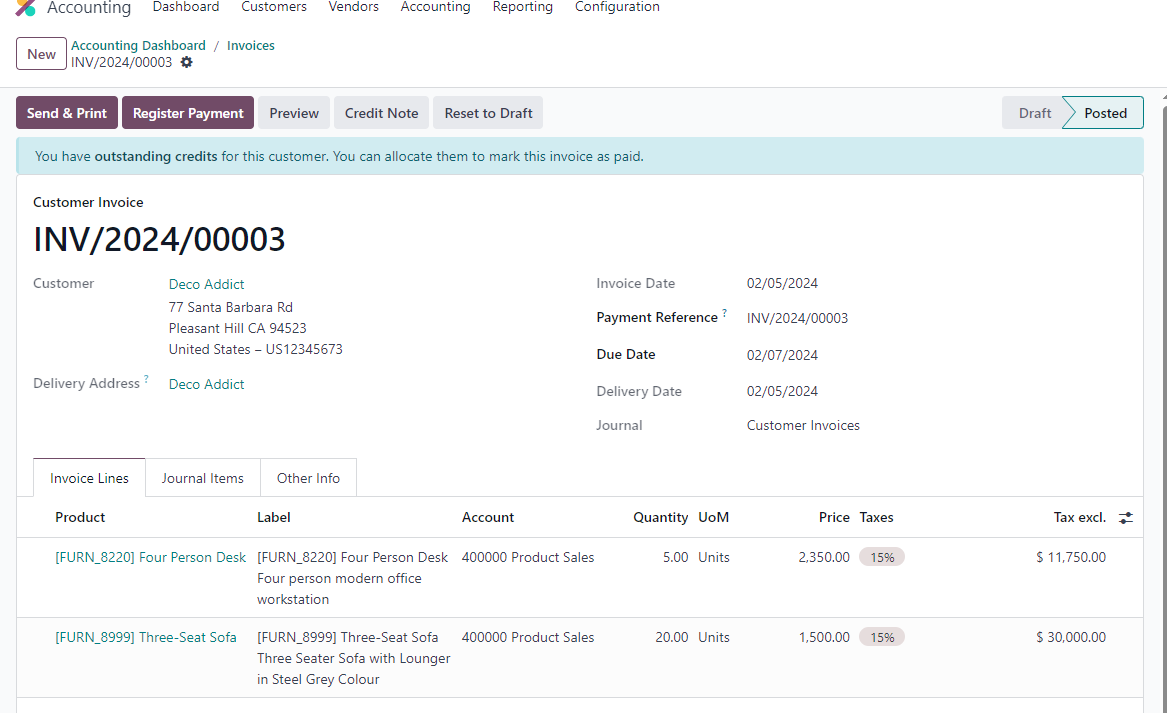 Accounting Dashboard Customers Vendors Accounting Reporting Configuration
New Accounting Dashboard / Invoices
INV/2024/00003
Send & Print Register Payment Preview Credit Note Reset to Draft Draft Posted
You have outstanding credits for this customer. You can allocate them to mark this invoice as paid.
Customer Invoice
INV/2024/00003
Customer Deco Addict
77 Santa Barbara Rd
Pleasant Hill CA 94523
United States – US12345673
Delivery Address ? Deco Addict
Invoice Date 02/05/2024
Payment Reference ? INV/2024/00003
Due Date 02/07/2024
Delivery Date 02/05/2024
Journal Customer Invoices
Invoice Lines Journal Items Other Info
Product Label Account Quantity UoM Price Taxes Tax excl.
[FURN_8220] Four Person Desk [FURN_8220] Four Person Desk 400000 Product Sales 5.00 Units 2,350.00 15% $ 11,750.00
Four person modern office
workstation
[FURN_8999] Three-Seat Sofa [FURN_8999] Three-Seat Sofa 400000 Product Sales 20.00 Units 1,500.00 15% $ 30,000.00
Three Seater Sofa with Lounger
in Steel Grey Colour